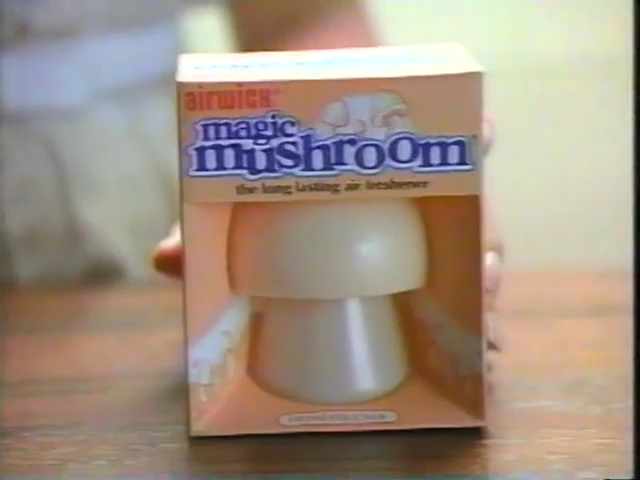 airwick
magic
mushroom
the long lasting air freshener